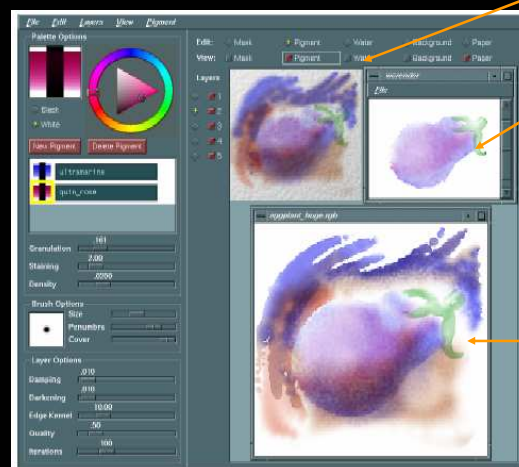 File Edit Layers View Pigment
Palette Options
Black
White
New Pigment Delete Pigment
ultramarine
quin_rose
Granulation .161
Staining 2.00
Density .0200
Brush Options
Size
Penumbra
Cover
Layer Options
Damping .010
Darkening .010
Edge Kernel 10.00
Quality .50
Iterations 100
Edit: Mask Pigment Water Background Paper
View: Mask Pigment Water Background Paper
Layers
1
2
3
4
5
File
eggplant_huge.rgb